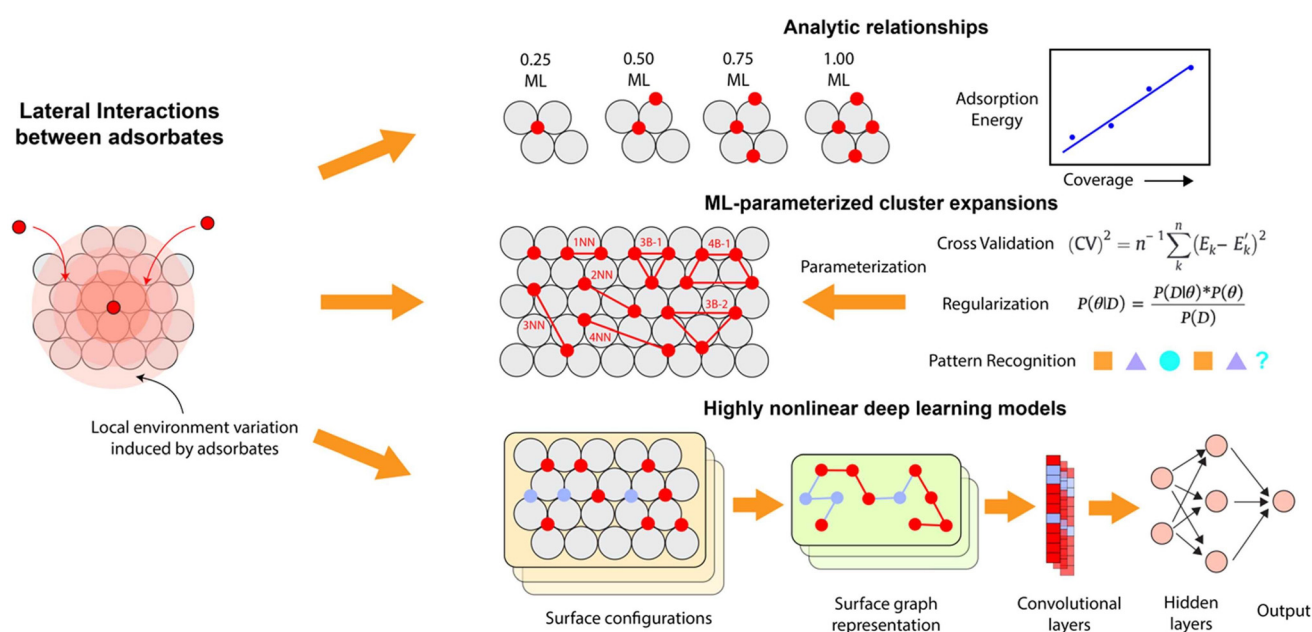 Lateral Interactions
between adsorbates
Local environment variation
induced by adsorbates
Analytic relationships
0.25
ML
0.50
ML
0.75
ML
1.00
ML
Adsorption
Energy
Coverage
ML-parameterized cluster expansions
1NN
3B-1
4B-1
2NN
3B-2
3NN
4NN
Parameterization
Cross Validation (CV)² = n⁻¹ ∑ₖⁿ (Eₖ – E′ₖ)²
Regularization P(θ|D) = P(D|θ)*P(θ) / P(D)
Pattern Recognition ?
Highly nonlinear deep learning models
Surface configurations
Surface graph
representation
Convolutional
layers
Hidden
layers
Output